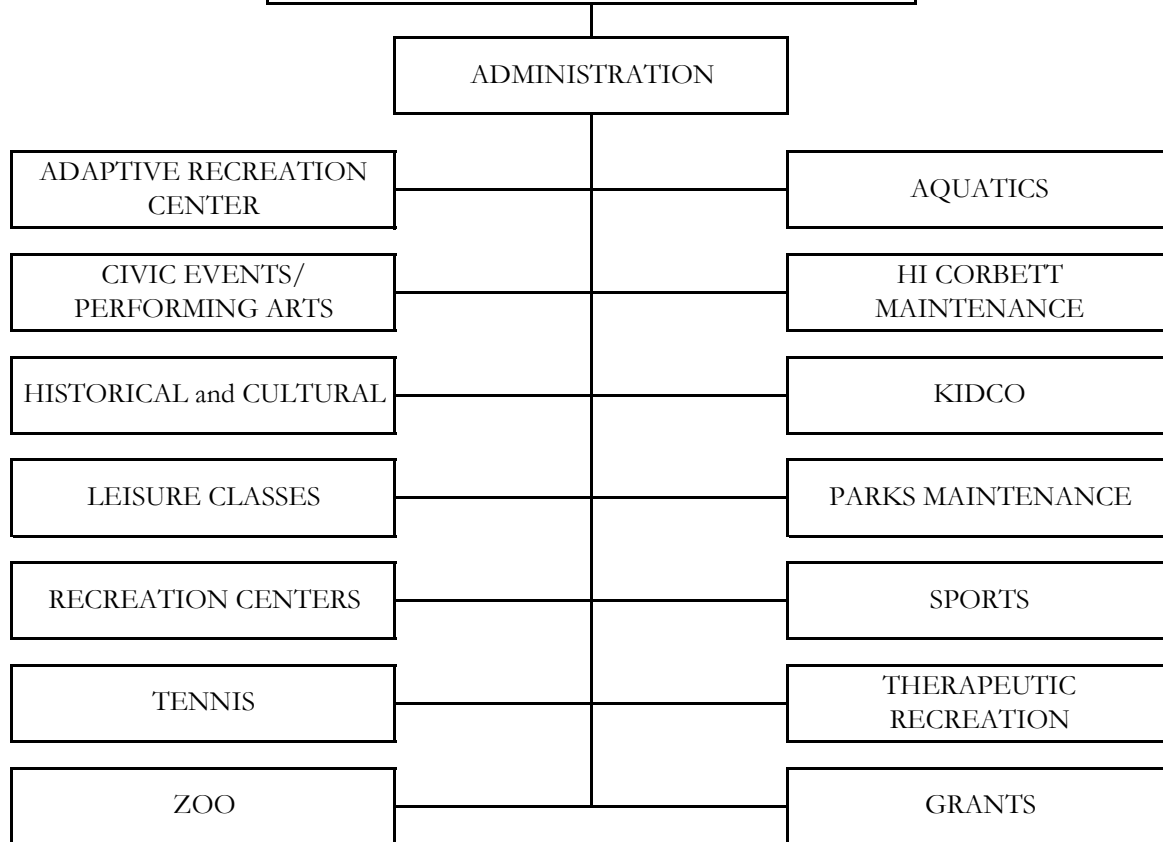 ADMINISTRATION
ADAPTIVE RECREATION
CENTER
AQUATICS
CIVIC EVENTS/
PERFORMING ARTS
HI CORBETT
MAINTENANCE
HISTORICAL and CULTURAL
KIDCO
LEISURE CLASSES
PARKS MAINTENANCE
RECREATION CENTERS
SPORTS
TENNIS
THERAPEUTIC
RECREATION
ZOO
GRANTS